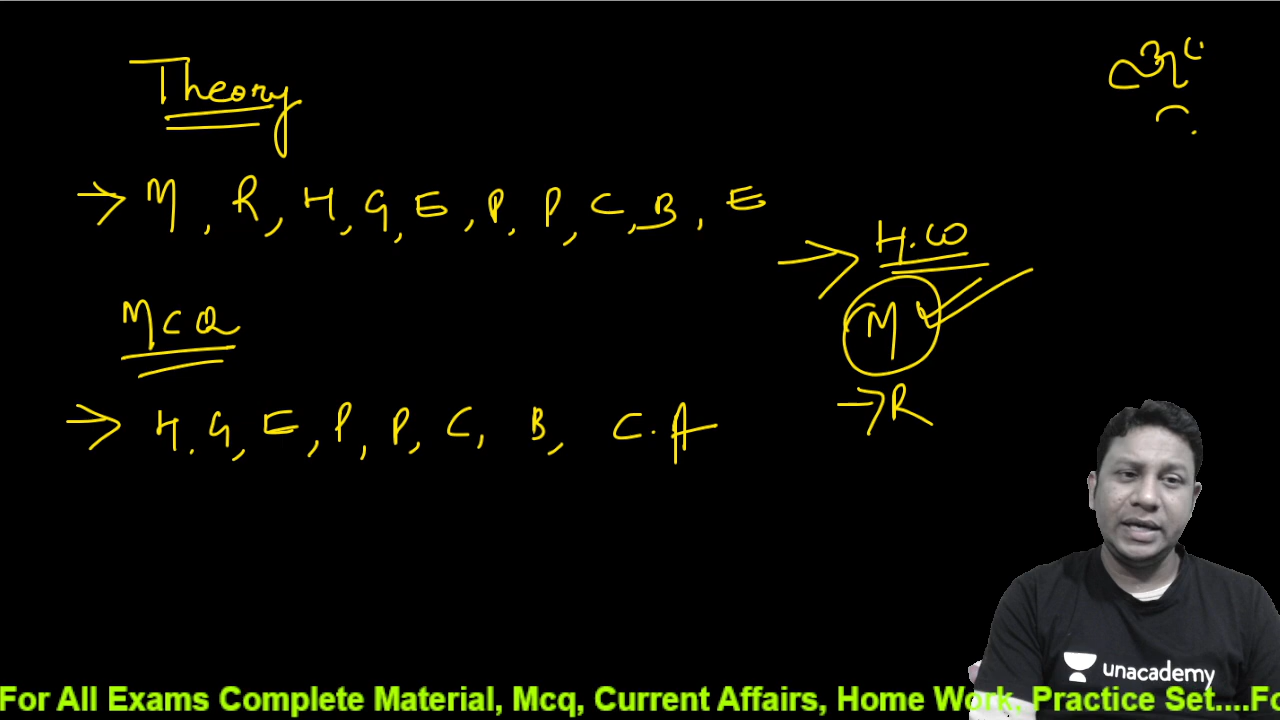 Theory
→ M, R, H, G, E, P, P, C, B, E
MCQ
→ H, G, E, P, P, C, B, C.A
→ H.W
M
→ R
unacademy
For All Exams Complete Material, Mcq, Current Affairs, Home Work, Practice Set....Fo